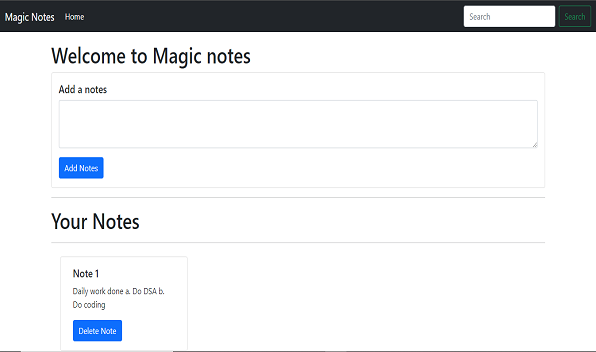 Magic Notes Home Search Search
Welcome to Magic notes
Add a notes
Add Notes
Your Notes
Note 1
Daily work done a. Do DSA b.
Do coding
Delete Note